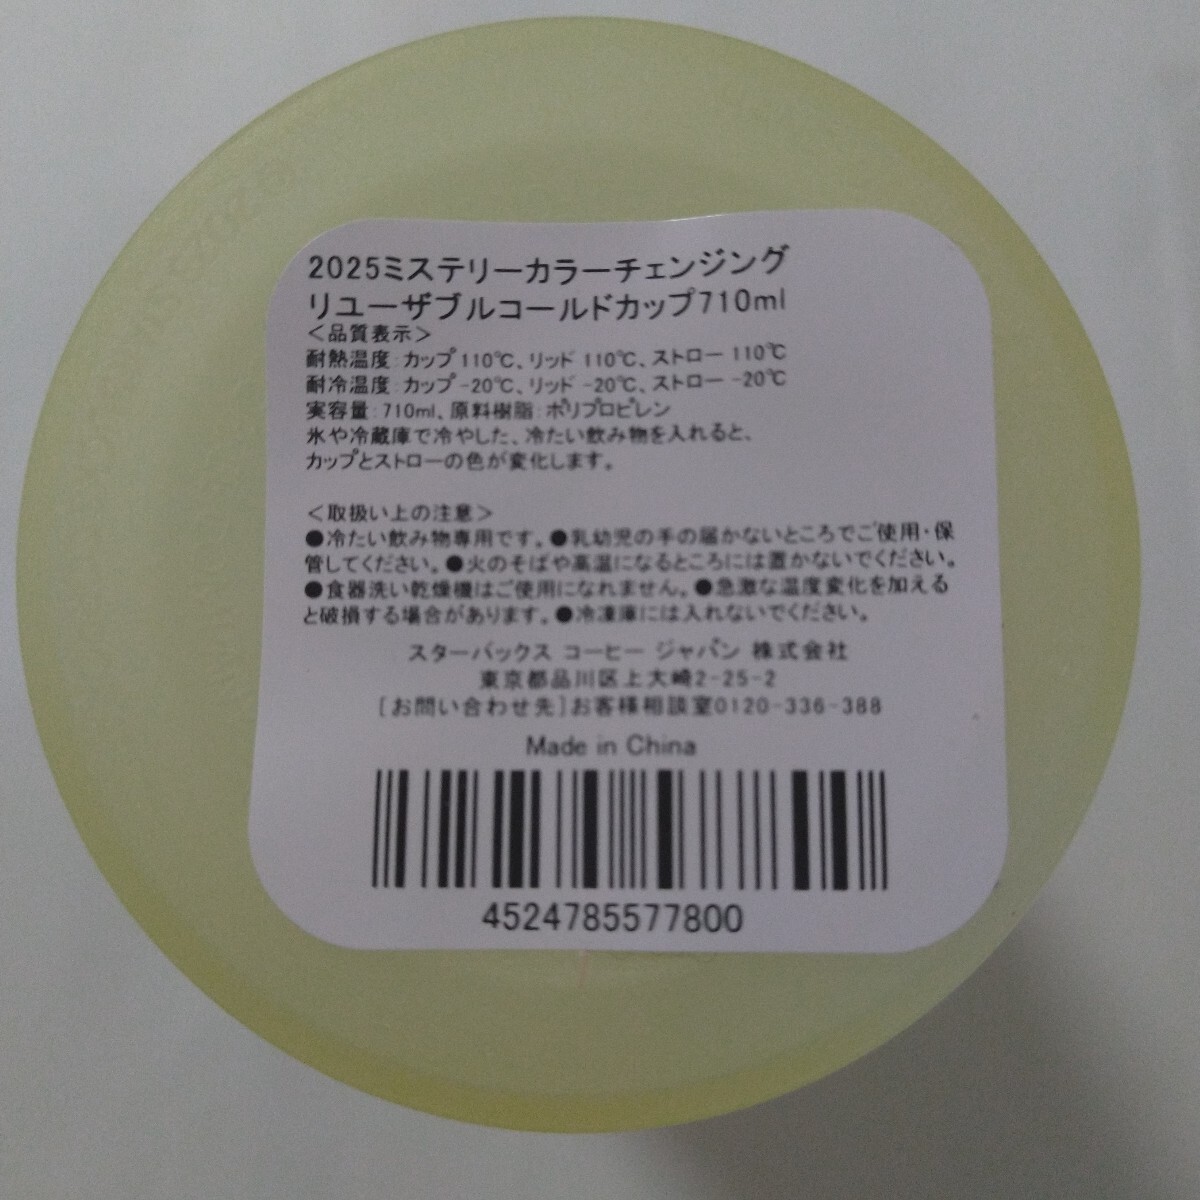 2025ミステリーカラーチェンジング
リユーザブルコールドカップ710ml
＜品質表示＞
耐熱温度：カップ 110℃、リッド 110℃、ストロー 110℃
耐冷温度：カップ -20℃、リッド -20℃、ストロー -20℃
実容量：710ml、原料樹脂：ポリプロピレン
氷や冷蔵庫で冷やした、冷たい飲み物を入れると、
カップとストローの色が変化します。
＜取扱い上の注意＞
●冷たい飲み物専用です。●乳幼児の手の届かないところでご使用・保
管してください。●火のそばや高温になるところには置かないでください。
●食器洗い乾燥機はご使用になれません。●急激な温度変化を加える
と破損する場合があります。●冷凍庫には入れないでください。
スターバックス コーヒー ジャパン 株式会社
東京都品川区上大崎2-25-2
[お問い合わせ先]お客様相談室0120-336-388
Made in China
4524785577800